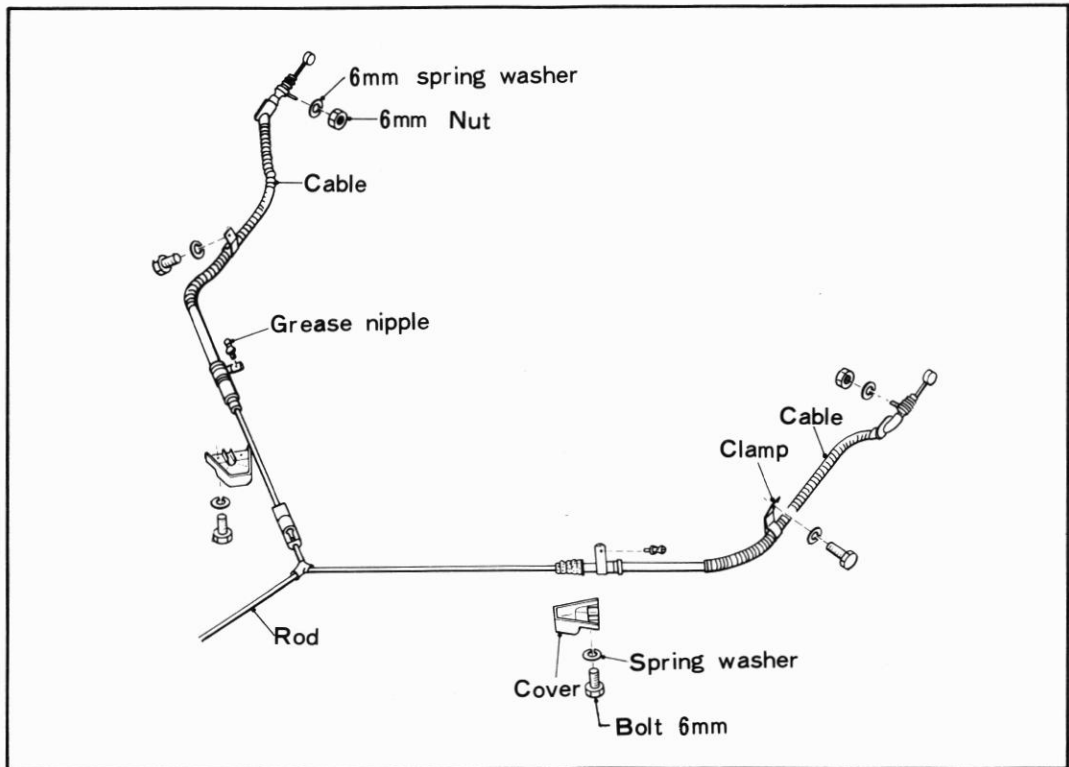 6mm spring washer
6mm Nut
Cable
Grease nipple
Cable
Clamp
Rod
Spring washer
Cover
Bolt 6mm